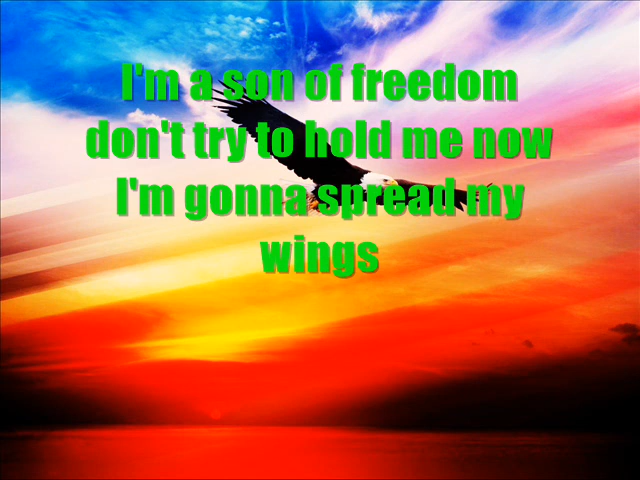 I'm a son of freedom
don't try to hold me now
I'm gonna spread my
wings